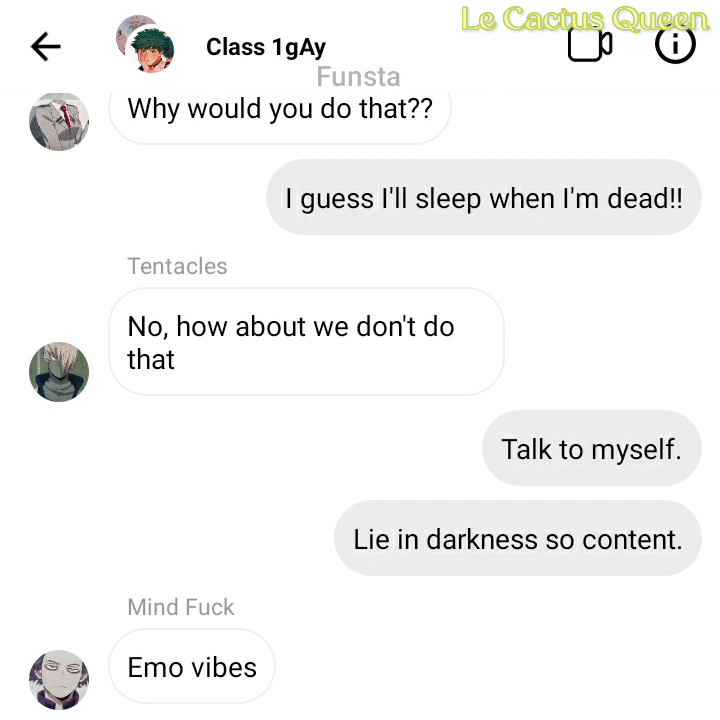 Le Cactus Queen
Class 1gAy
Funsta
Why would you do that??
I guess I'll sleep when I'm dead!!
Tentacles
No, how about we don't do
that
Talk to myself.
Lie in darkness so content.
Mind Fuck
Emo vibes